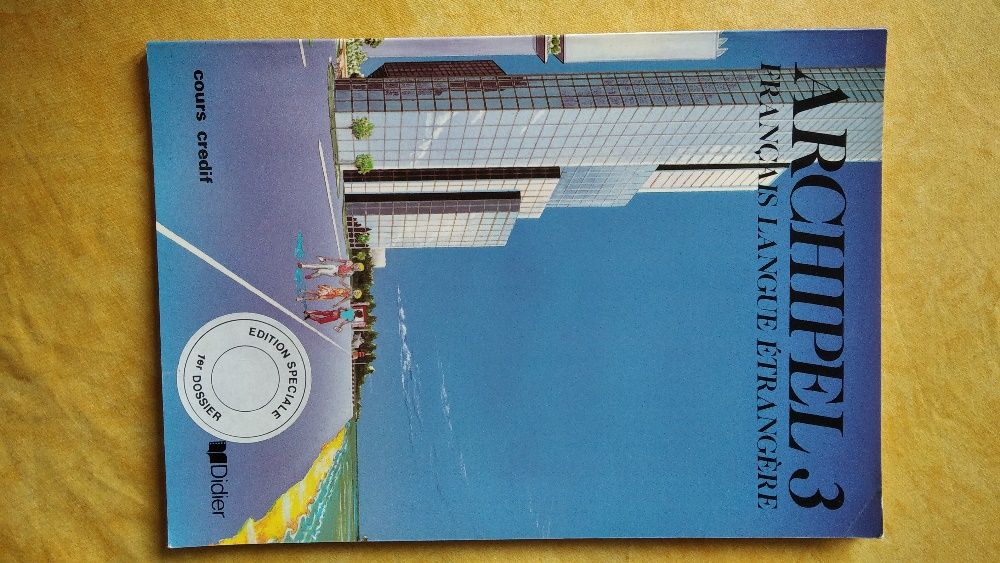 ARCHIPEL 3
FRANÇAIS LANGUE ÉTRANGÈRE
cours credif
EDITION SPECIALE
1er DOSSIER
Didier